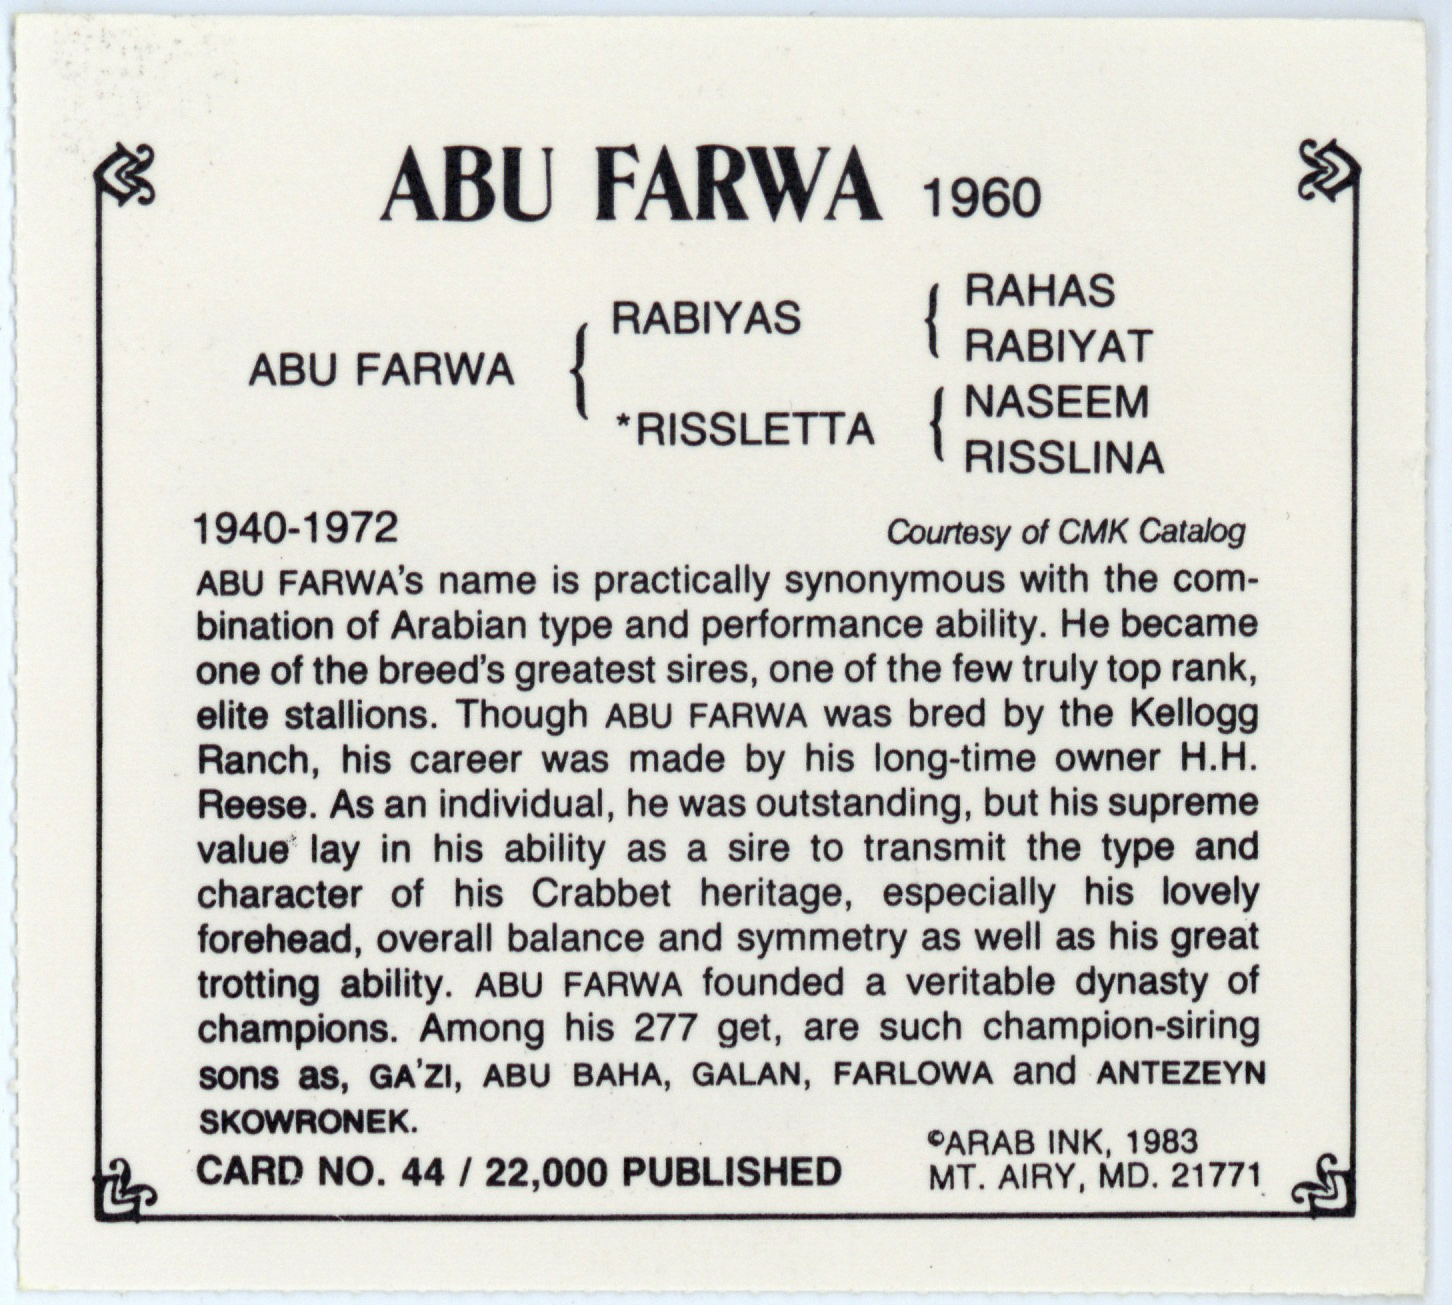 ABU FARWA 1960
RAHAS
RABIYAS
RABIYAT
ABU FARWA
NASEEM
*RISSLETTA
RISSLINA
1940-1972 Courtesy of CMK Catalog
ABU FARWA's name is practically synonymous with the com-
bination of Arabian type and performance ability. He became
one of the breed's greatest sires, one of the few truly top rank,
elite stallions. Though ABU FARWA was bred by the Kellogg
Ranch, his career was made by his long-time owner H.H.
Reese. As an individual, he was outstanding, but his supreme
value lay in his ability as a sire to transmit the type and
character of his Crabbet heritage, especially his lovely
forehead, overall balance and symmetry as well as his great
trotting ability. ABU FARWA founded a veritable dynasty of
champions. Among his 277 get, are such champion-siring
sons as, GA'ZI, ABU BAHA, GALAN, FARLOWA and ANTEZEYN
SKOWRONEK.
©ARAB INK, 1983
CARD NO. 44 / 22,000 PUBLISHED MT. AIRY, MD. 21771